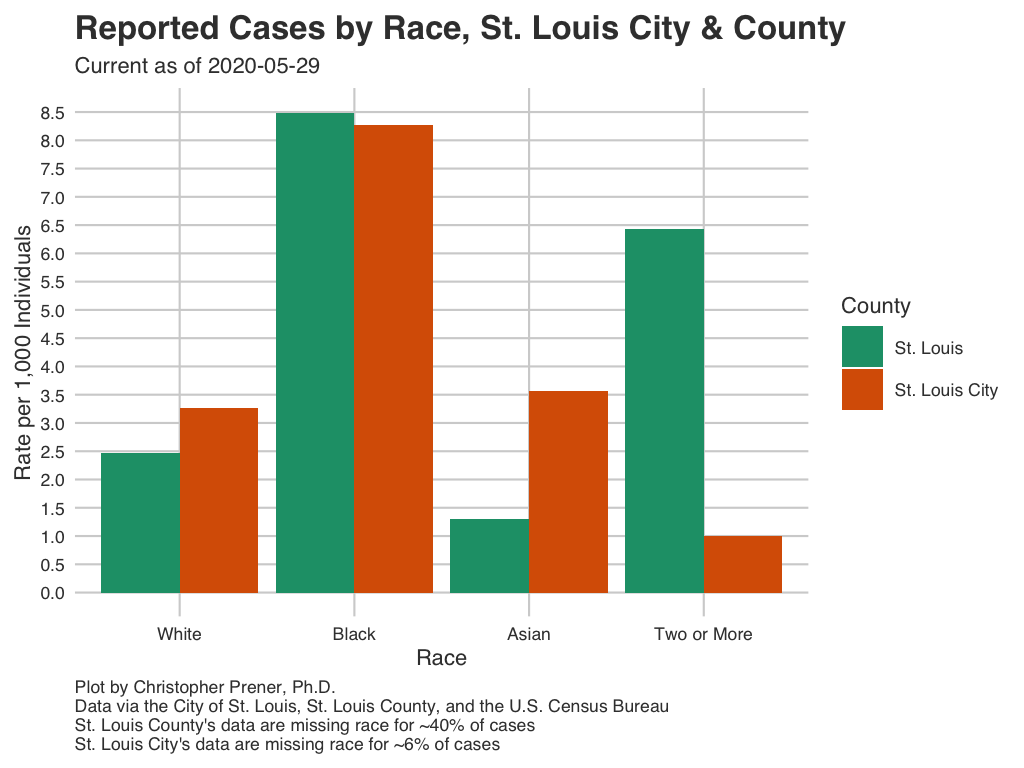 Reported Cases by Race, St. Louis City & County
Current as of 2020-05-29
Rate per 1,000 Individuals
8.5
8.0
7.5
7.0
6.5
6.0
5.5
5.0
4.5
4.0
3.5
3.0
2.5
2.0
1.5
1.0
0.5
0.0
White
Black
Asian
Two or More
Race
County
St. Louis
St. Louis City
Plot by Christopher Prener, Ph.D.
Data via the City of St. Louis, St. Louis County, and the U.S. Census Bureau
St. Louis County's data are missing race for ~40% of cases
St. Louis City's data are missing race for ~6% of cases